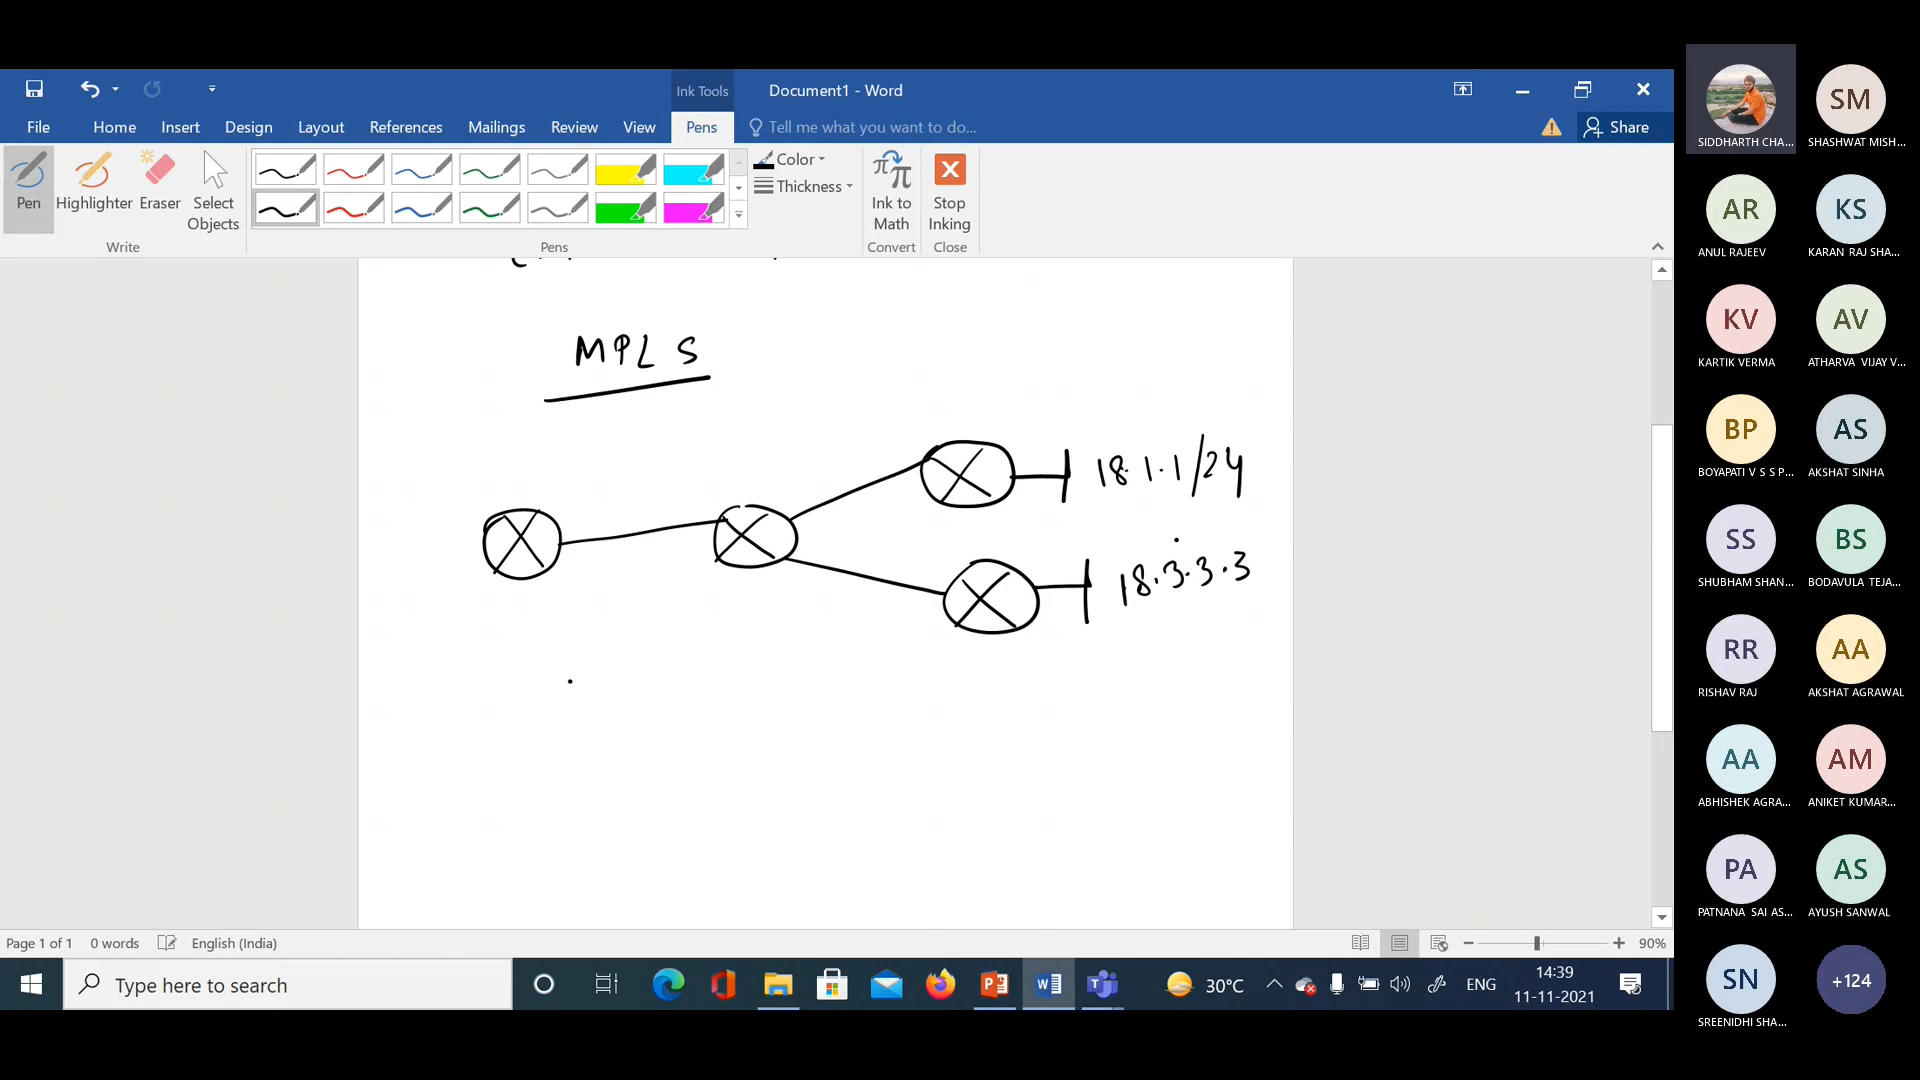 Ink Tools
Document1 - Word
File Home Insert Design Layout References Mailings Review View Pens Tell me what you want to do... Share
Pen Highlighter Eraser Select Objects
Color
Thickness
Ink to Math
Stop Inking
Write Pens Convert Close
MPLS
18.1.1/24
18.3.3.3
Page 1 of 1 0 words English (India) 90%
Type here to search
30°C ENG 14:39
11-11-2021
SIDDHARTH CHA...
SM
SHASHWAT MISH...
AR
ANUL RAJEEV
KS
KARAN RAJ SHA...
KV
KARTIK VERMA
AV
ATHARVA VIJAY V...
BP
BOYAPATI V S S P...
AS
AKSHAT SINHA
SS
SHUBHAM SHAN...
BS
BODAVULA TEJA...
RR
RISHAV RAJ
AA
AKSHAT AGRAWAL
AA
ABHISHEK AGRA...
AM
ANIKET KUMAR...
PA
PATNANA SAI AS...
AS
AYUSH SANWAL
SN
SREENIDHI SHA...
+124